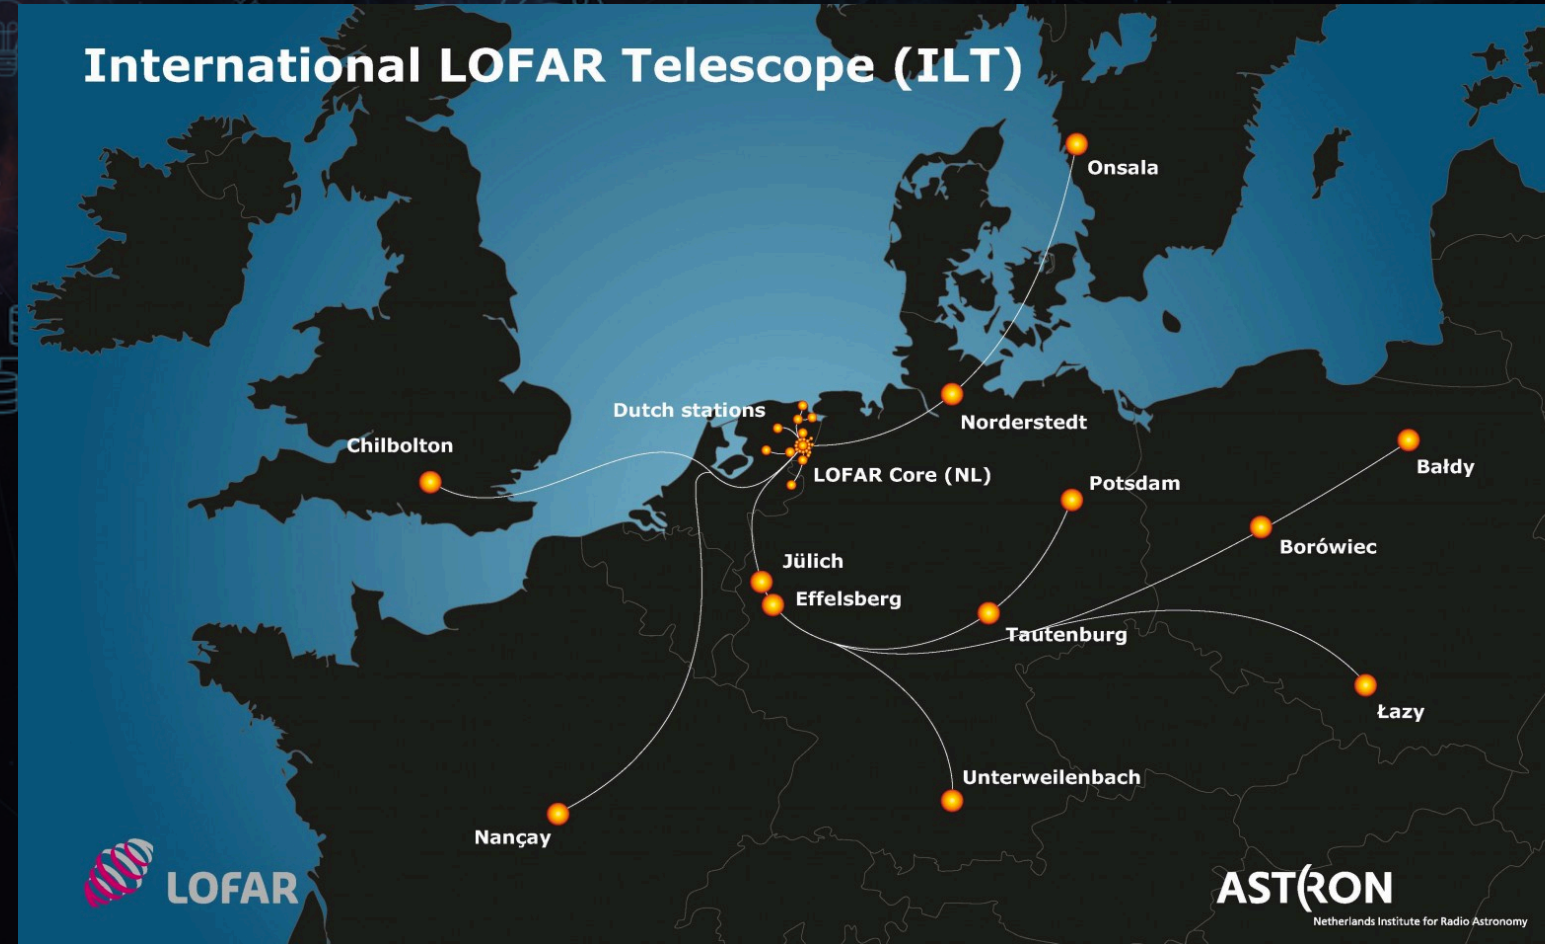 International LOFAR Telescope (ILT)
Onsala
Dutch stations
Norderstedt
Chilbolton
LOFAR Core (NL)
Bałdy
Potsdam
Borówiec
Jülich
Effelsberg
Tautenburg
Łazy
Unterweilenbach
Nançay
LOFAR
ASTRON
Netherlands Institute for Radio Astronomy